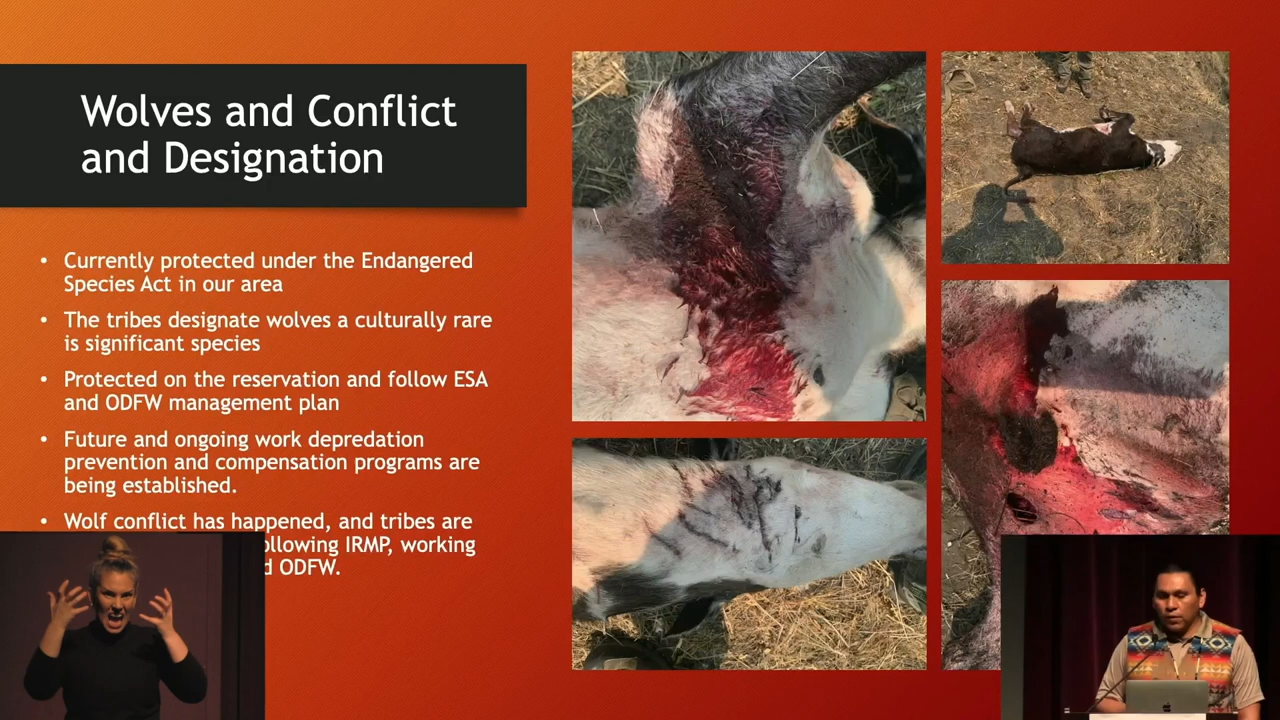 Wolves and Conflict
and Designation
• Currently protected under the Endangered
Species Act in our area
• The tribes designate wolves a culturally rare
is significant species
• Protected on the reservation and follow ESA
and ODFW management plan
• Future and ongoing work depredation
prevention and compensation programs are
being established.
• Wolf conflict has happened, and tribes are
ollowing IRMP, working
d ODFW.